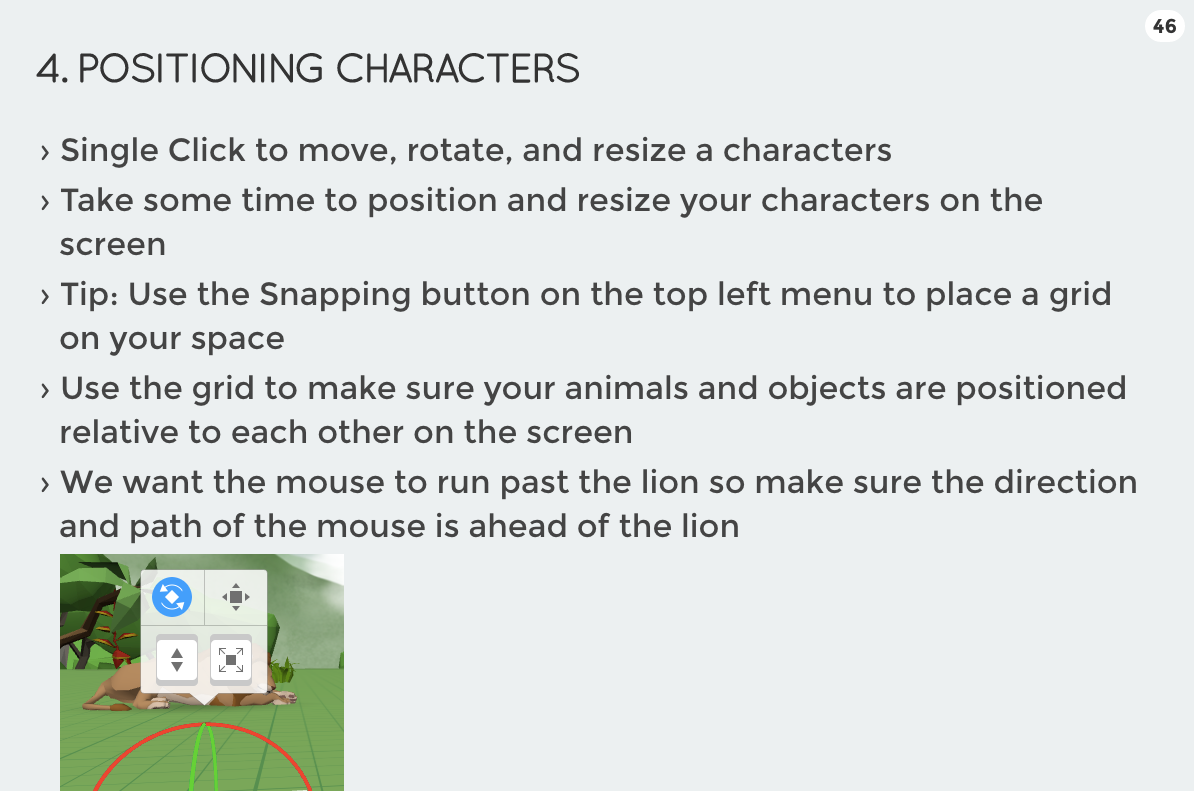 46
4. POSITIONING CHARACTERS
› Single Click to move, rotate, and resize a characters
› Take some time to position and resize your characters on the
screen
› Tip: Use the Snapping button on the top left menu to place a grid
on your space
› Use the grid to make sure your animals and objects are positioned
relative to each other on the screen
› We want the mouse to run past the lion so make sure the direction
and path of the mouse is ahead of the lion